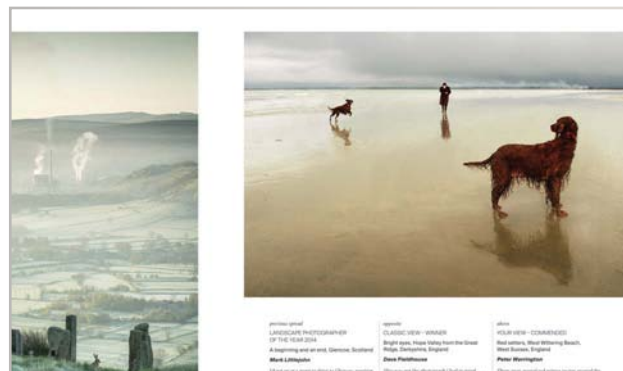 previous spread
LANDSCAPE PHOTOGRAPHER
OF THE YEAR 2014
A beginning and an end, Glencoe, Scotland
Mark Littlejohn
opposite
CLASSIC VIEW – WINNER
Bright eyes, Hope Valley from the Great
Ridge, Derbyshire, England
Dave Fieldhouse
above
YOUR VIEW – COMMENDED
Red setters, West Wittering Beach,
West Sussex, England
Peter Warrington